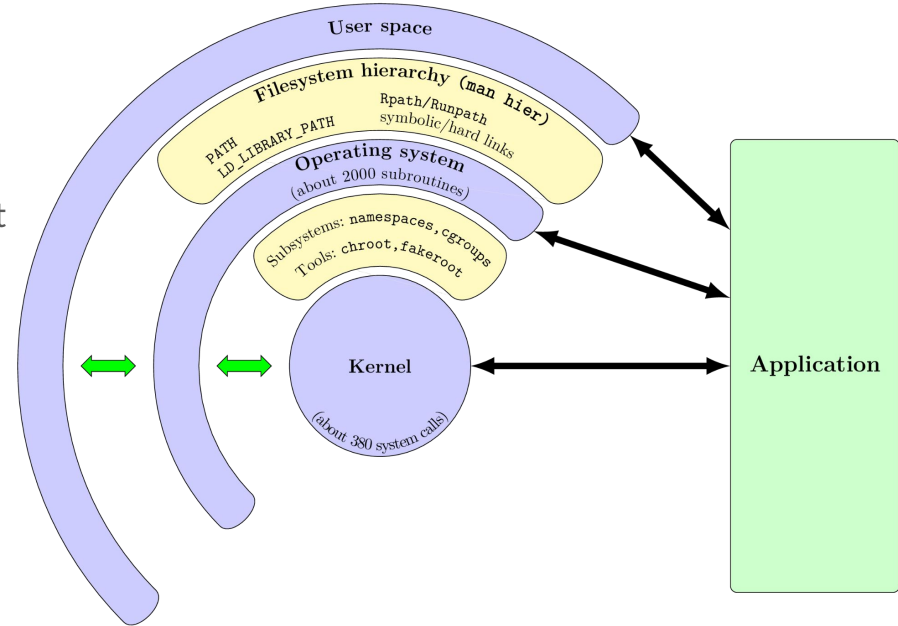 User space
Filesystem hierarchy (man hier)
PATH
LD_LIBRARY_PATH
Rpath/Runpath
symbolic/hard links
Operating system
(about 2000 subroutines)
Subsystems: namespaces,cgroups
Tools: chroot,fakeroot
Kernel
(about 380 system calls)
Application
t